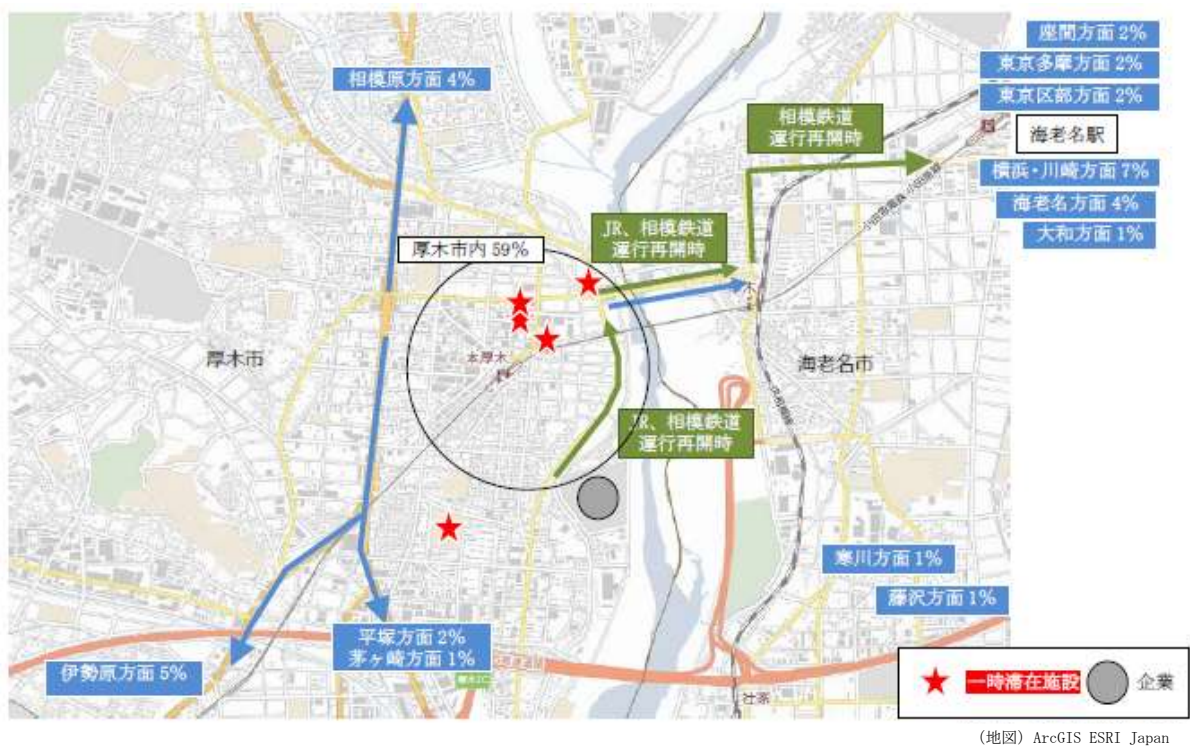 座間方面 2%
東京多摩方面 2%
東京区部方面 2%
海老名駅
横浜・川崎方面 7%
海老名方面 4%
大和方面 1%
相模原方面 4%
相模鉄道
運行再開時
JR、相模鉄道
運行再開時
厚木市内 59%
厚木市
本厚木
海老名市
小田原線
JR、相模鉄道
運行再開時
寒川方面 1%
藤沢方面 1%
平塚方面 2%
茅ヶ崎方面 1%
伊勢原方面 5%
社家
一時滞在施設
企業
(地図) ArcGIS ESRI Japan